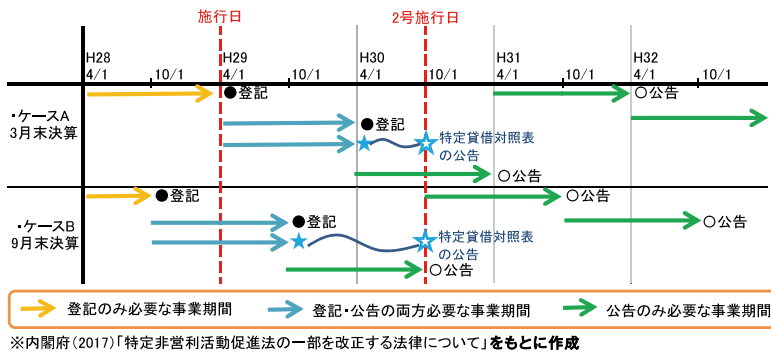 施行日 2号施行日
H28 H29 H30 H31 H32
4/1 10/1 4/1 10/1 4/1 10/1 4/1 10/1 4/1 10/1
●登記 ○公告
・ケースA
3月末決算
●登記
★ ☆ 特定貸借対照表
の公告
○公告
●登記 ○公告
・ケースB
9月末決算
●登記 ○公告
★ ☆ 特定貸借対照表
の公告
○公告
登記のみ必要な事業期間 登記・公告の両方必要な事業期間 公告のみ必要な事業期間
※内閣府(2017)「特定非営利活動促進法の一部を改正する法律について」をもとに作成